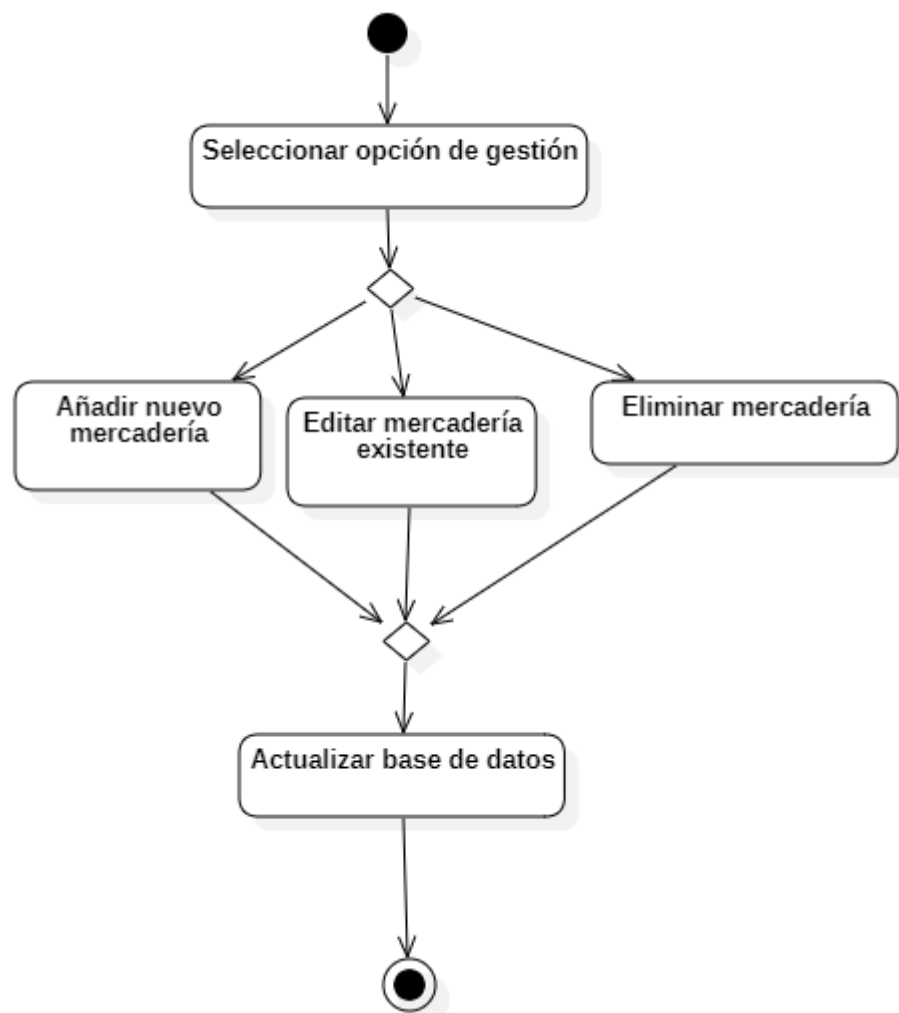 Seleccionar opción de gestión
Añadir nuevo
mercadería
Editar mercadería
existente
Eliminar mercadería
Actualizar base de datos